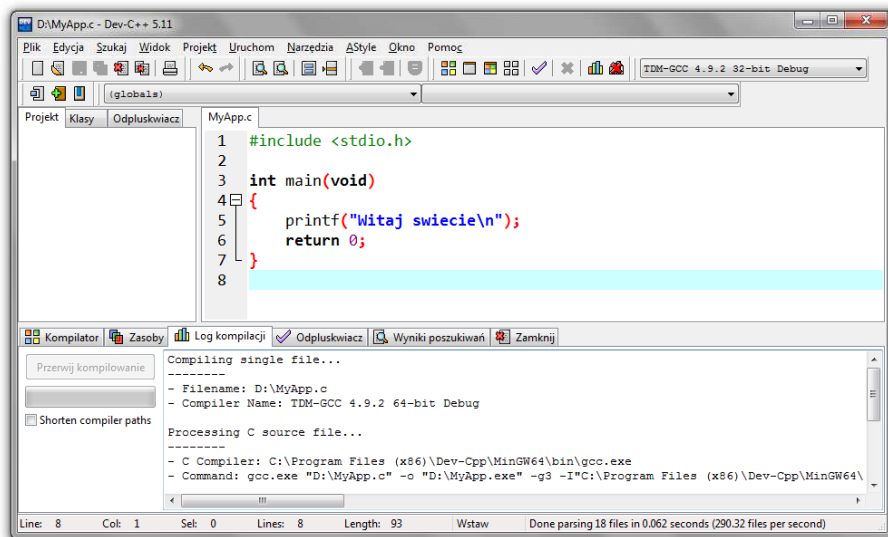 D:\MyApp.c - Dev-C++ 5.11
Plik Edycja Szukaj Widok Projekt Uruchom Narzędzia AStyle Okno Pomoc
TDM-GCC 4.9.2 32-bit Debug
(globals)
Projekt Klasy Odpluskwiacz MyApp.c
1 #include <stdio.h>
2
3 int main(void)
4 {
5 printf("Witaj swiecie\n");
6 return 0;
7 }
8
Kompilator Zasoby Log kompilacji Odpluskwiacz Wyniki poszukiwań Zamknij
Przerwij kompilowanie
Shorten compiler paths
Compiling single file...
--------
- Filename: D:\MyApp.c
- Compiler Name: TDM-GCC 4.9.2 64-bit Debug
Processing C source file...
--------
- C Compiler: C:\Program Files (x86)\Dev-Cpp\MinGW64\bin\gcc.exe
- Command: gcc.exe "D:\MyApp.c" -o "D:\MyApp.exe" -g3 -I"C:\Program Files (x86)\Dev-Cpp\MinGW64\
Line: 8 Col: 1 Sel: 0 Lines: 8 Length: 93 Wstaw Done parsing 18 files in 0.062 seconds (290.32 files per second)